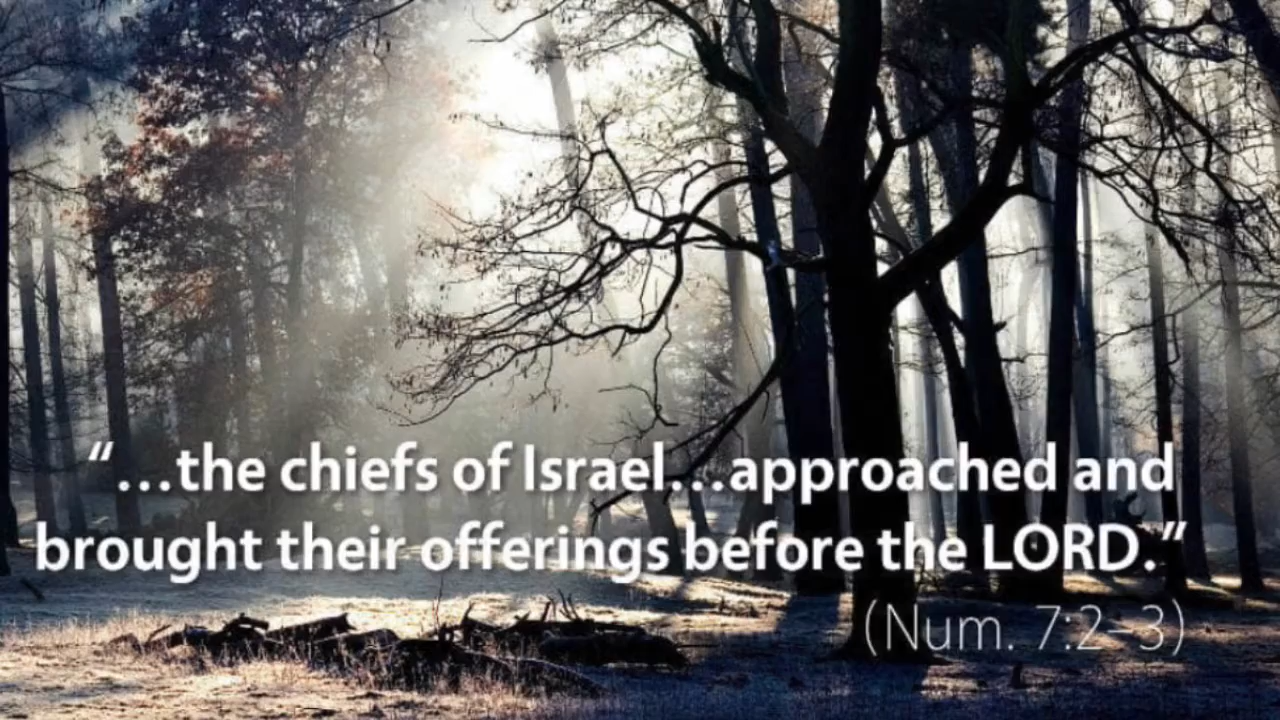 “...the chiefs of Israel...approached and
brought their offerings before the LORD.”
(Num. 7:2–3)